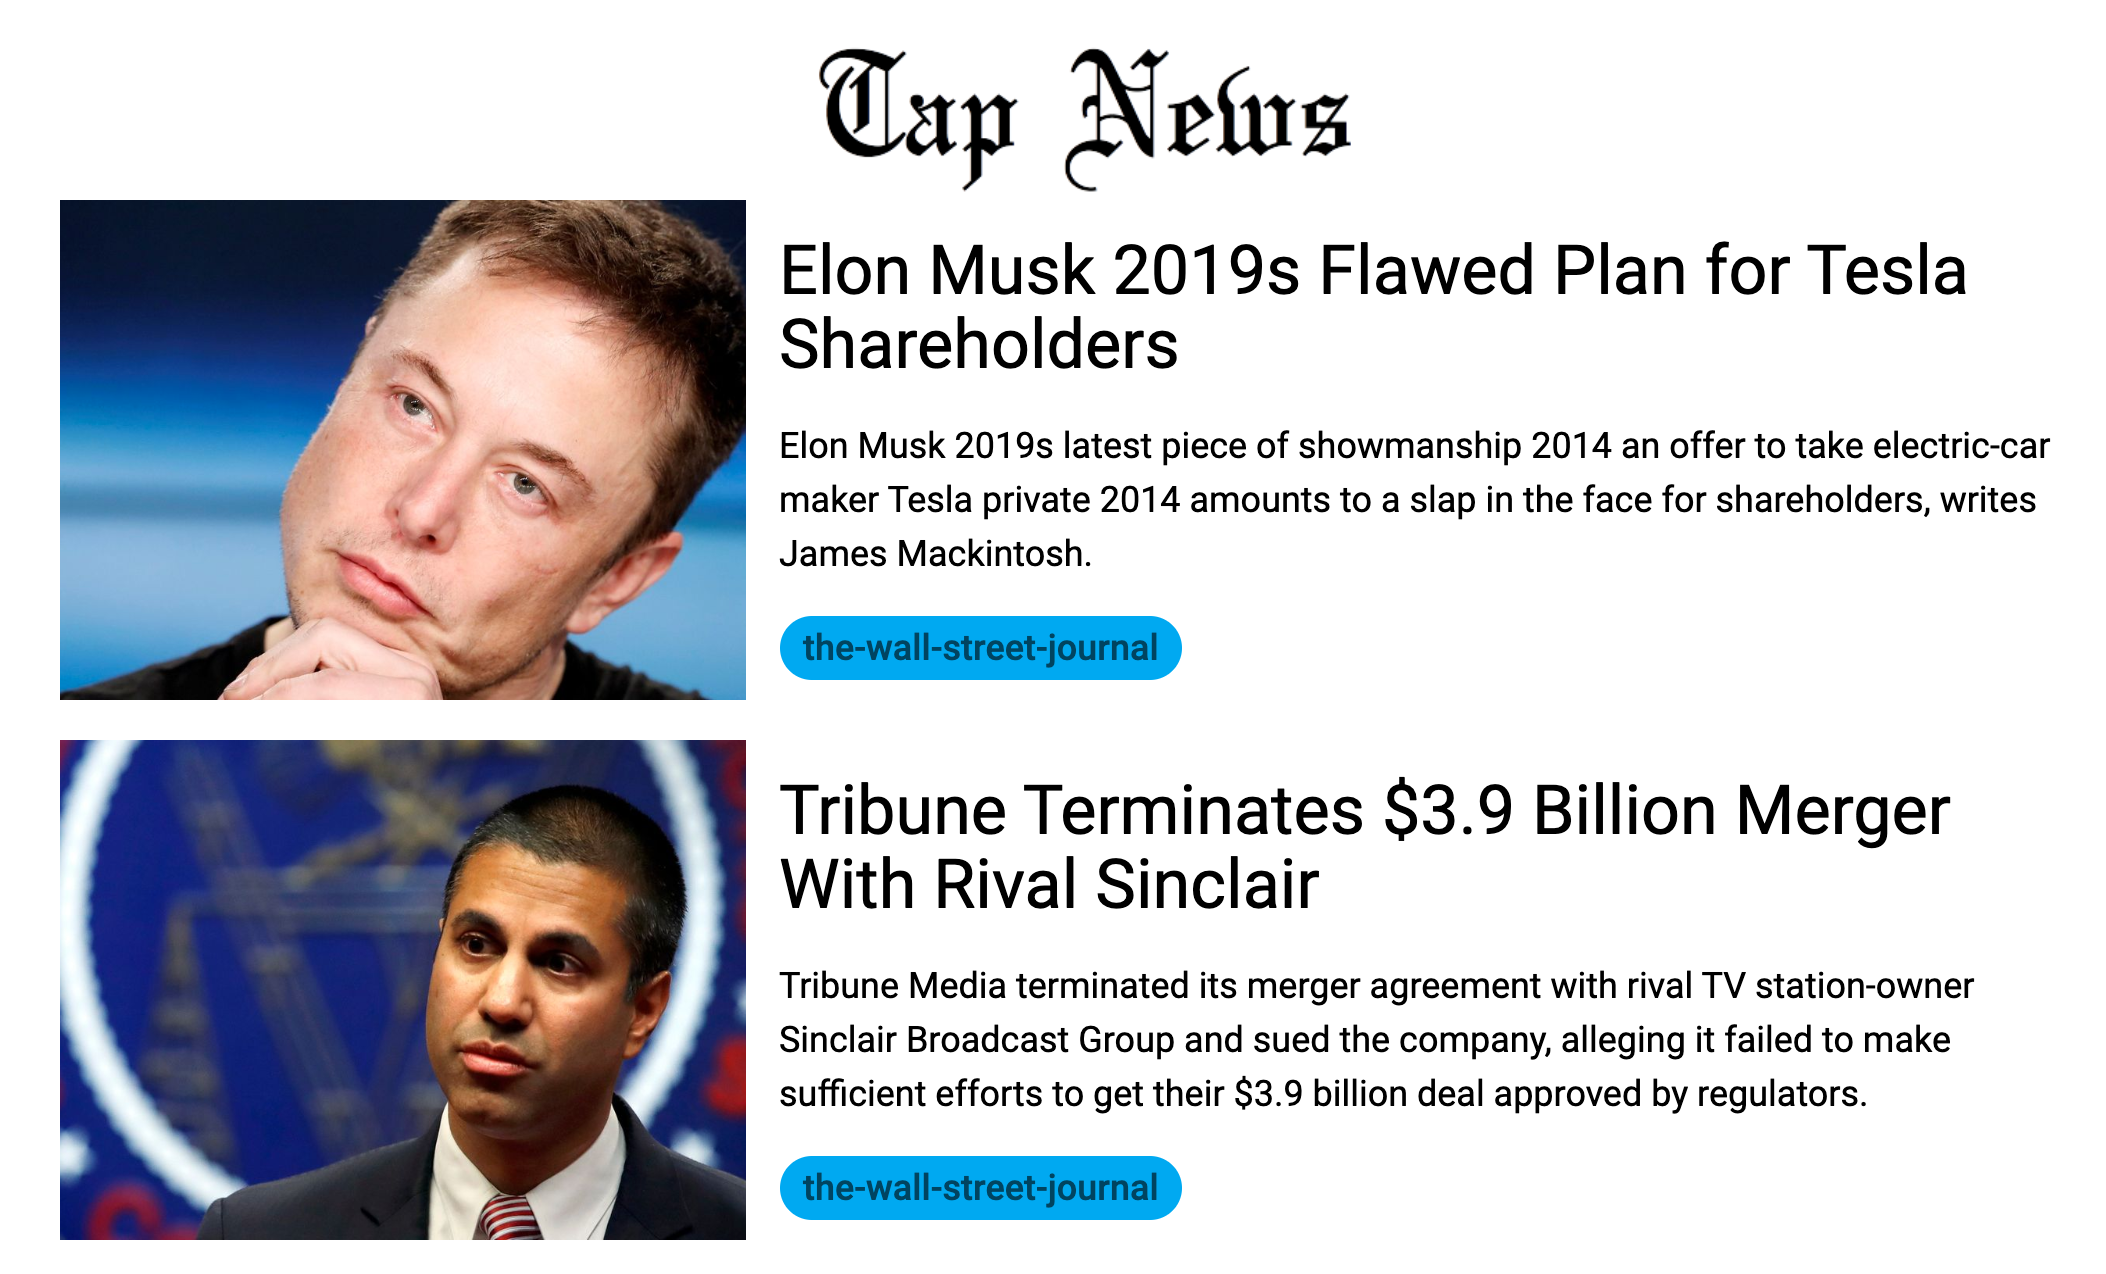 Tap News
Elon Musk 2019s Flawed Plan for Tesla
Shareholders
Elon Musk 2019s latest piece of showmanship 2014 an offer to take electric-car
maker Tesla private 2014 amounts to a slap in the face for shareholders, writes
James Mackintosh.
the-wall-street-journal
Tribune Terminates $3.9 Billion Merger
With Rival Sinclair
Tribune Media terminated its merger agreement with rival TV station-owner
Sinclair Broadcast Group and sued the company, alleging it failed to make
sufficient efforts to get their $3.9 billion deal approved by regulators.
the-wall-street-journal